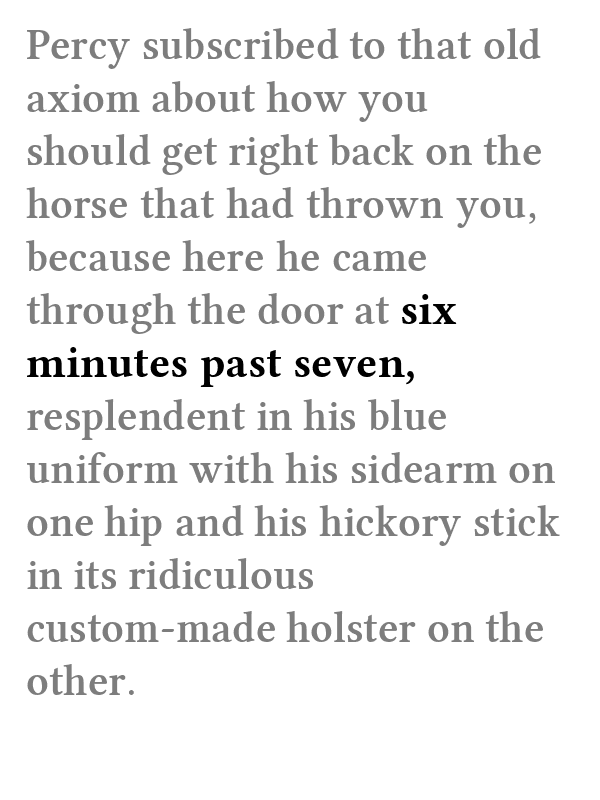 Percy subscribed to that old
axiom about how you
should get right back on the
horse that had thrown you,
because here he came
through the door at six
minutes past seven,
resplendent in his blue
uniform with his sidearm on
one hip and his hickory stick
in its ridiculous
custom-made holster on the
other.